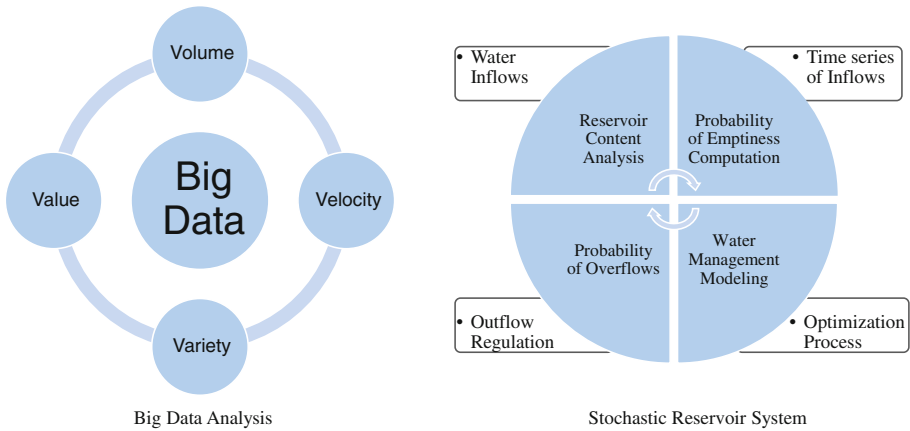 Volume
Big
Data
Value
Velocity
Variety
Big Data Analysis
• Water
Inflows
• Time series
of Inflows
Reservoir
Content
Analysis
Probability
of Emptiness
Computation
Probability
of Overflows
Water
Management
Modeling
• Outflow
Regulation
• Optimization
Process
Stochastic Reservoir System